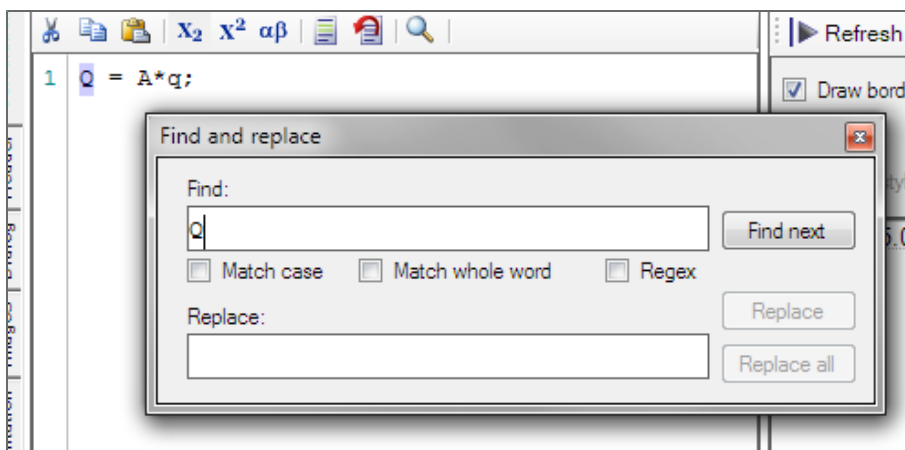 X₂ X² αβ
Refresh
1 Q = A*q;
Draw bord
Find and replace
Find:
Q
Find next
Match case Match whole word Regex
Replace:
Replace
Replace all